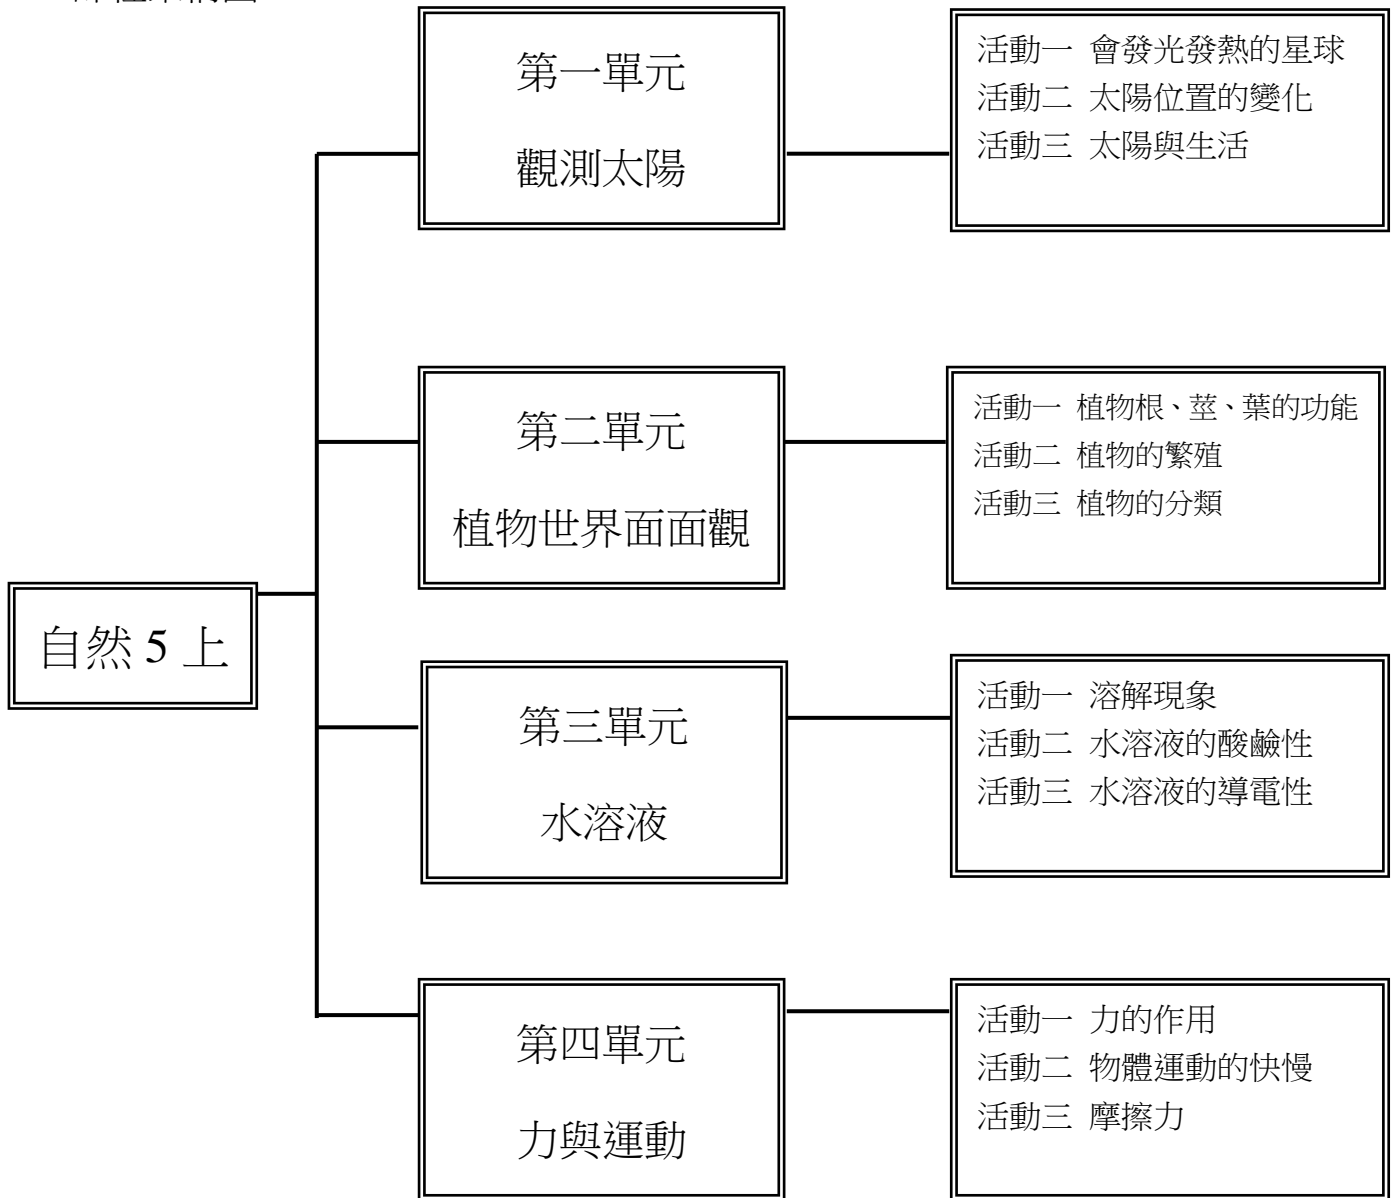 第一單元
觀測太陽
活動一 會發光發熱的星球
活動二 太陽位置的變化
活動三 太陽與生活
第二單元
植物世界面面觀
活動一 植物根、莖、葉的功能
活動二 植物的繁殖
活動三 植物的分類
自然 5 上
第三單元
水溶液
活動一 溶解現象
活動二 水溶液的酸鹼性
活動三 水溶液的導電性
第四單元
力與運動
活動一 力的作用
活動二 物體運動的快慢
活動三 摩擦力